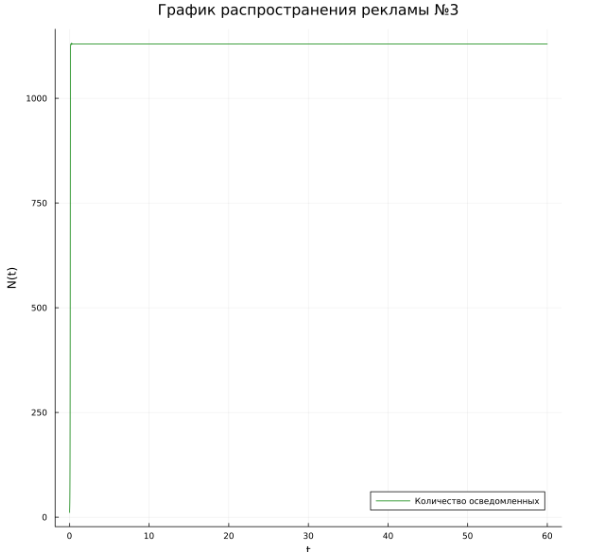 График распространения рекламы №3
1000
750
500
250
0
N(t)
Количество осведомленных
0 10 20 30 40 50 60
t